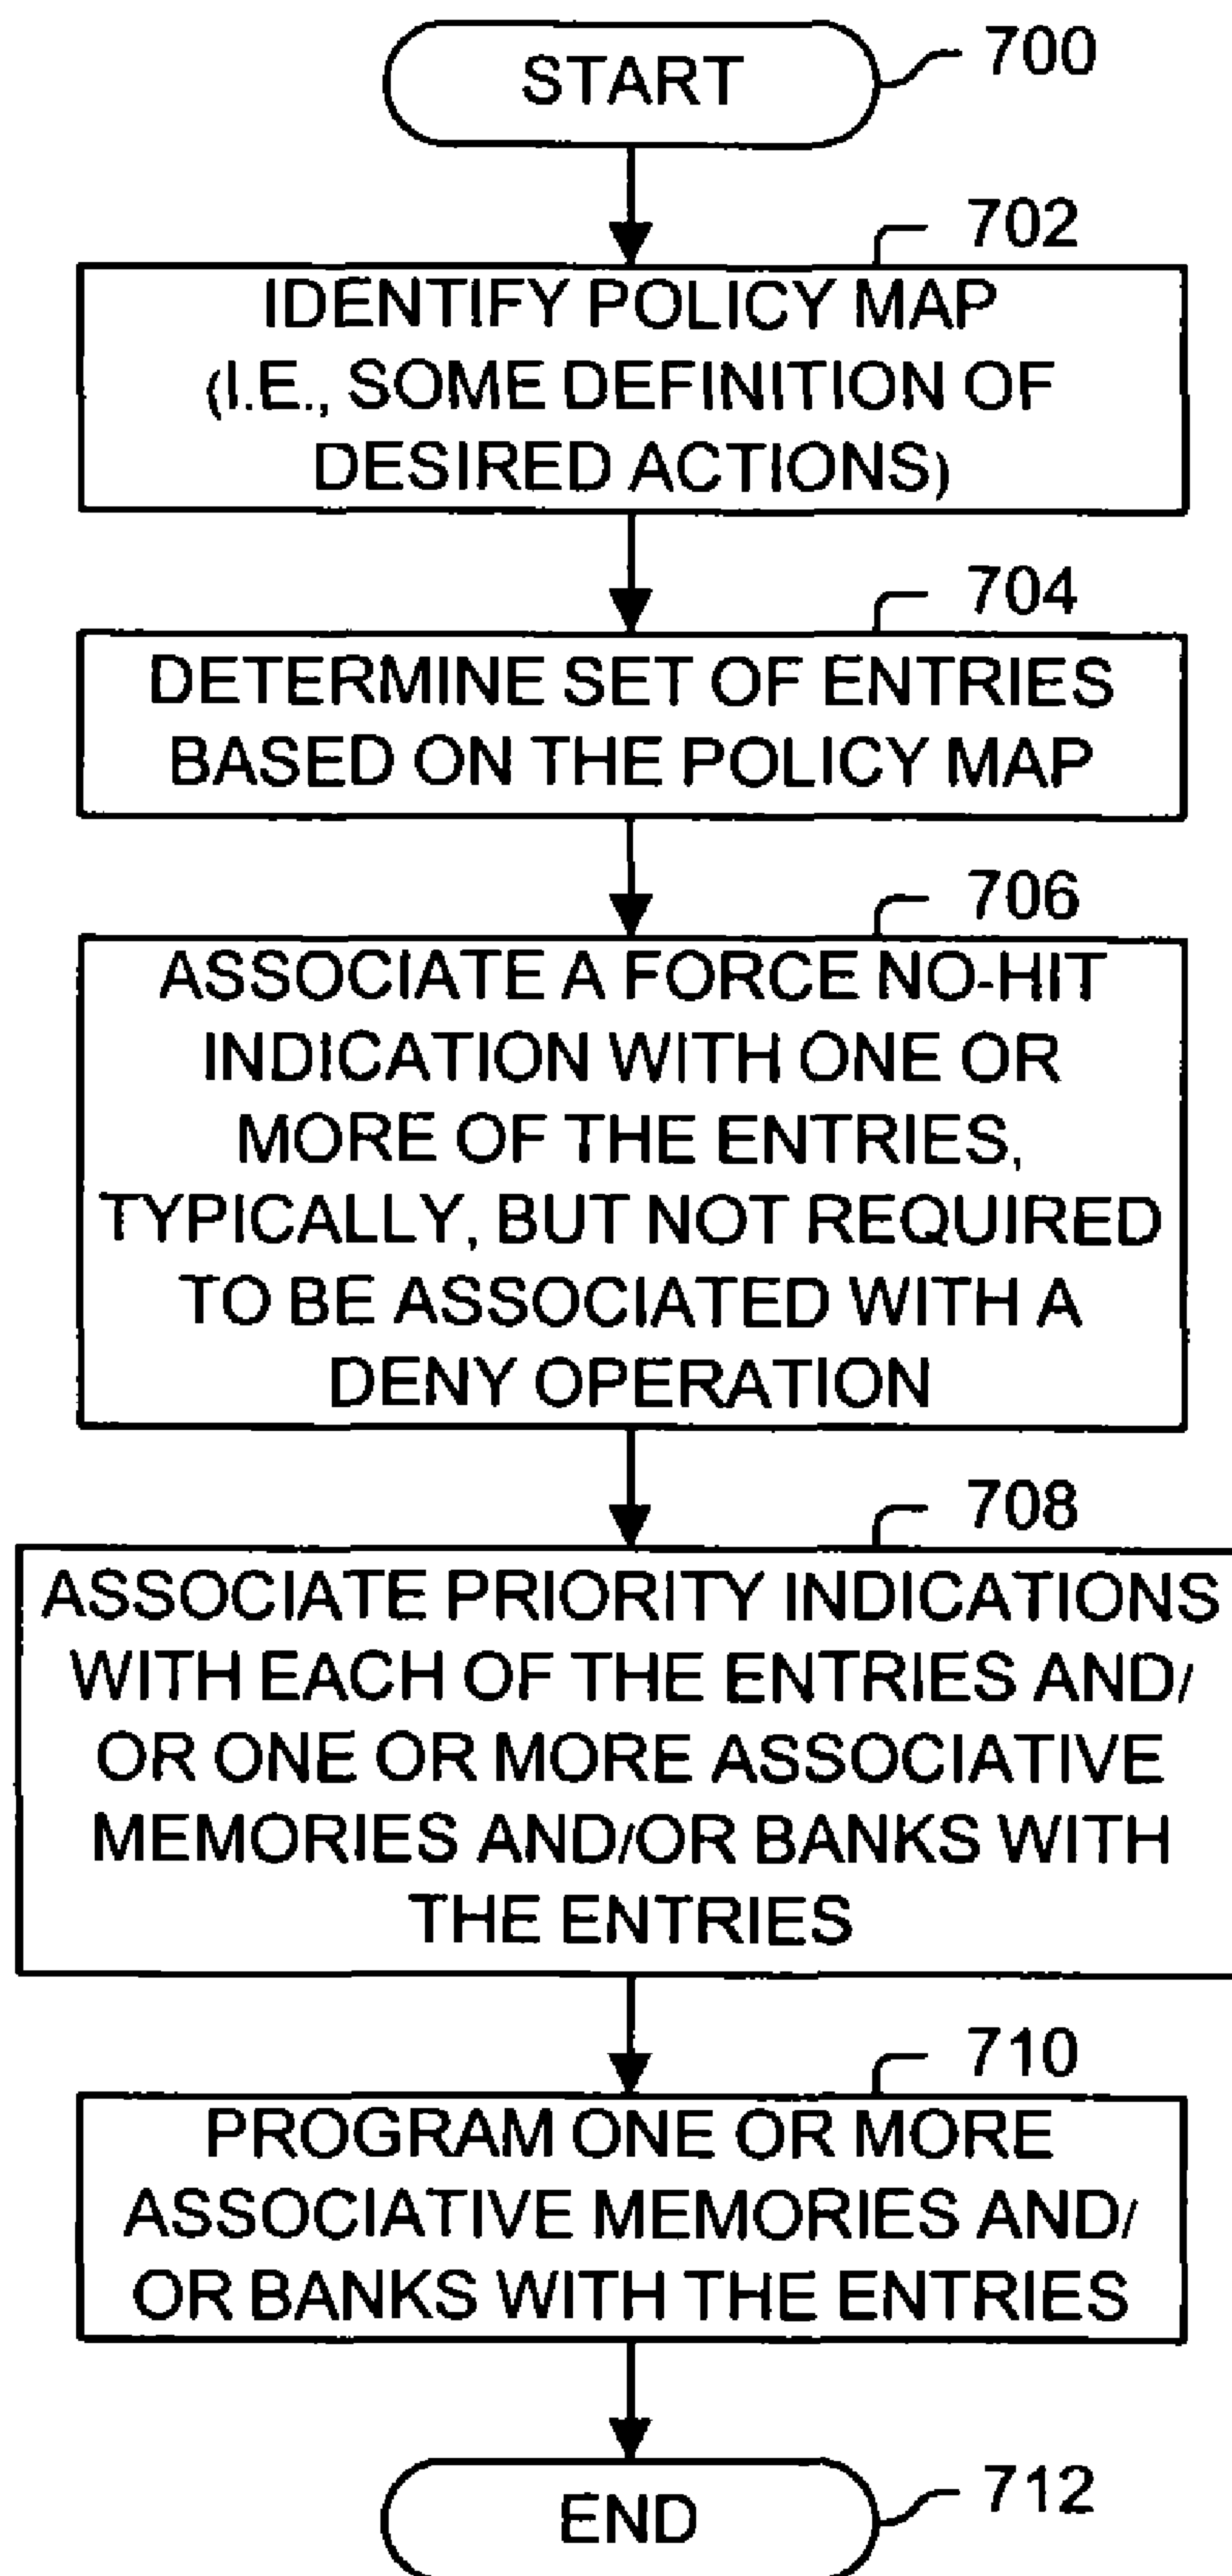 START
700
702
IDENTIFY POLICY MAP
(I.E., SOME DEFINITION OF
DESIRED ACTIONS)
704
DETERMINE SET OF ENTRIES
BASED ON THE POLICY MAP
706
ASSOCIATE A FORCE NO-HIT
INDICATION WITH ONE OR
MORE OF THE ENTRIES,
TYPICALLY, BUT NOT REQUIRED
TO BE ASSOCIATED WITH A
DENY OPERATION
708
ASSOCIATE PRIORITY INDICATIONS
WITH EACH OF THE ENTRIES AND/
OR ONE OR MORE ASSOCIATIVE
MEMORIES AND/OR BANKS WITH
THE ENTRIES
710
PROGRAM ONE OR MORE
ASSOCIATIVE MEMORIES AND/
OR BANKS WITH THE ENTRIES
END
712